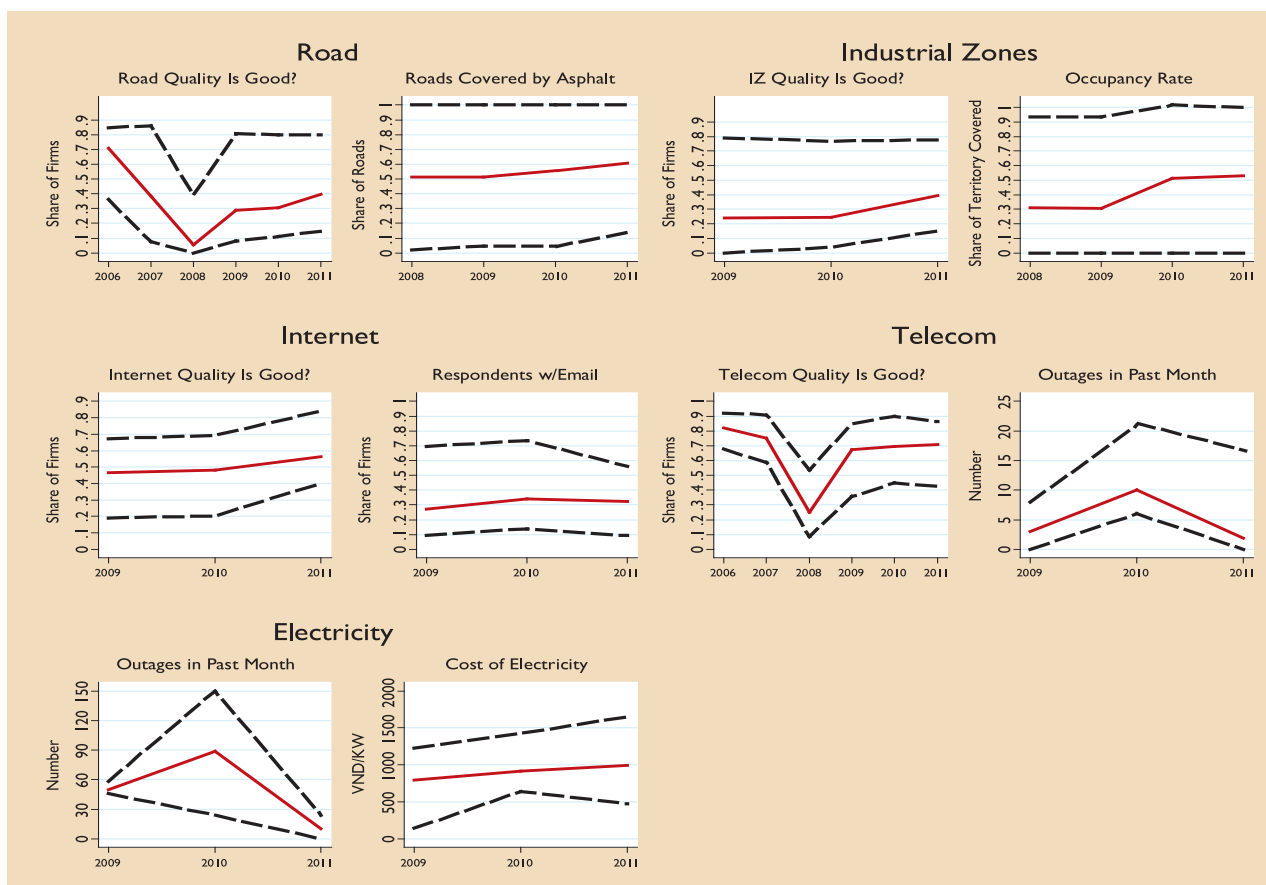 Road
Industrial Zones
Road Quality Is Good?
Share of Firms
0 .1 .2 .3 .4 .5 .6 .7 .8 .9
2006 2007 2008 2009 2010 2011
Roads Covered by Asphalt
Share of Roads
0 .1 .2 .3 .4 .5 .6 .7 .8 .9 1
2008 2009 2010 2011
IZ Quality Is Good?
Share of Firms
0 .1 .2 .3 .4 .5 .6 .7 .8 .9
2009 2010 2011
Occupancy Rate
Share of Territory Covered
0 .1 .2 .3 .4 .5 .6 .7 .8 .9 1
2008 2009 2010 2011
Internet
Telecom
Internet Quality Is Good?
Share of Firms
0 .1 .2 .3 .4 .5 .6 .7 .8 .9
2009 2010 2011
Respondents w/Email
Share of Firms
0 .1 .2 .3 .4 .5 .6 .7 .8 .9 1
2009 2010 2011
Telecom Quality Is Good?
Share of Firms
0 .1 .2 .3 .4 .5 .6 .7 .8 .9 1
2006 2007 2008 2009 2010 2011
Outages in Past Month
Number
0 5 10 15 20 25
2009 2010 2011
Electricity
Outages in Past Month
Number
0 30 60 90 120 150
2009 2010 2011
Cost of Electricity
VND/KW
0 500 1000 1500 2000
2009 2010 2011